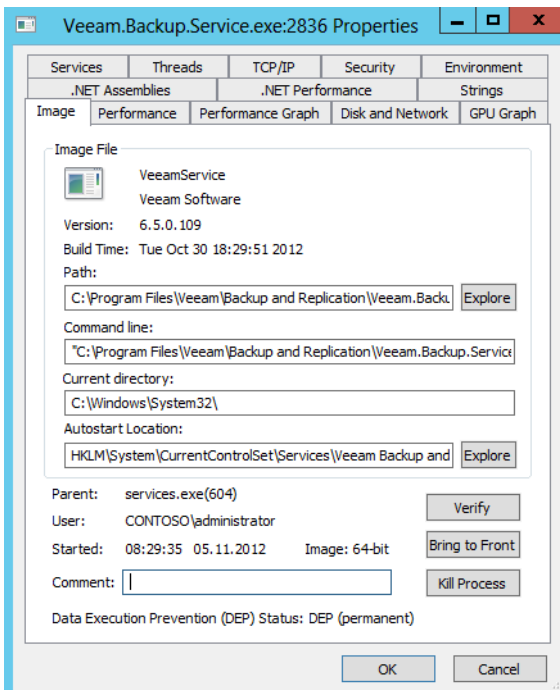 Veeam.Backup.Service.exe:2836 Properties
Services Threads TCP/IP Security Environment
.NET Assemblies .NET Performance Strings
Image Performance Performance Graph Disk and Network GPU Graph
Image File
VeeamService
Veeam Software
Version: 6.5.0.109
Build Time: Tue Oct 30 18:29:51 2012
Path:
C:\Program Files\Veeam\Backup and Replication\Veeam.Backu Explore
Command line:
"C:\Program Files\Veeam\Backup and Replication\Veeam.Backup.Service
Current directory:
C:\Windows\System32\
Autostart Location:
HKLM\System\CurrentControlSet\Services\Veeam Backup and Explore
Parent: services.exe(604)
Verify
User: CONTOSO\administrator
Started: 08:29:35 05.11.2012 Image: 64-bit Bring to Front
Comment: Kill Process
Data Execution Prevention (DEP) Status: DEP (permanent)
OK Cancel